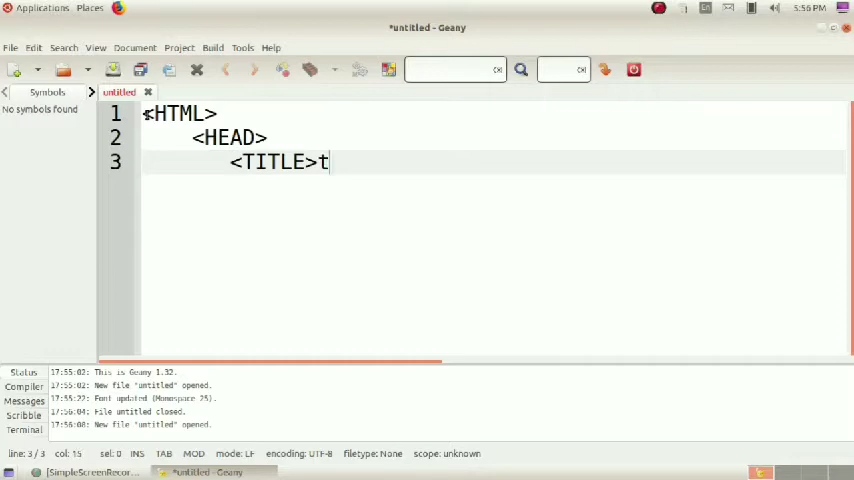 Applications Places En 5:56 PM
*untitled - Geany
File Edit Search View Document Project Build Tools Help
Symbols untitled
No symbols found
1 <HTML>
2 <HEAD>
3 <TITLE>t
Status 17:55:02: This is Geany 1.32.
Compiler 17:55:02: New file "untitled" opened.
Messages 17:55:22: Font updated (Monospace 25).
Scribble 17:56:04: File untitled closed.
Terminal 17:56:08: New file "untitled" opened.
line: 3 / 3 col: 15 sel: 0 INS TAB MOD mode: LF encoding: UTF-8 filetype: None scope: unknown
[SimpleScreenRecor... *untitled - Geany